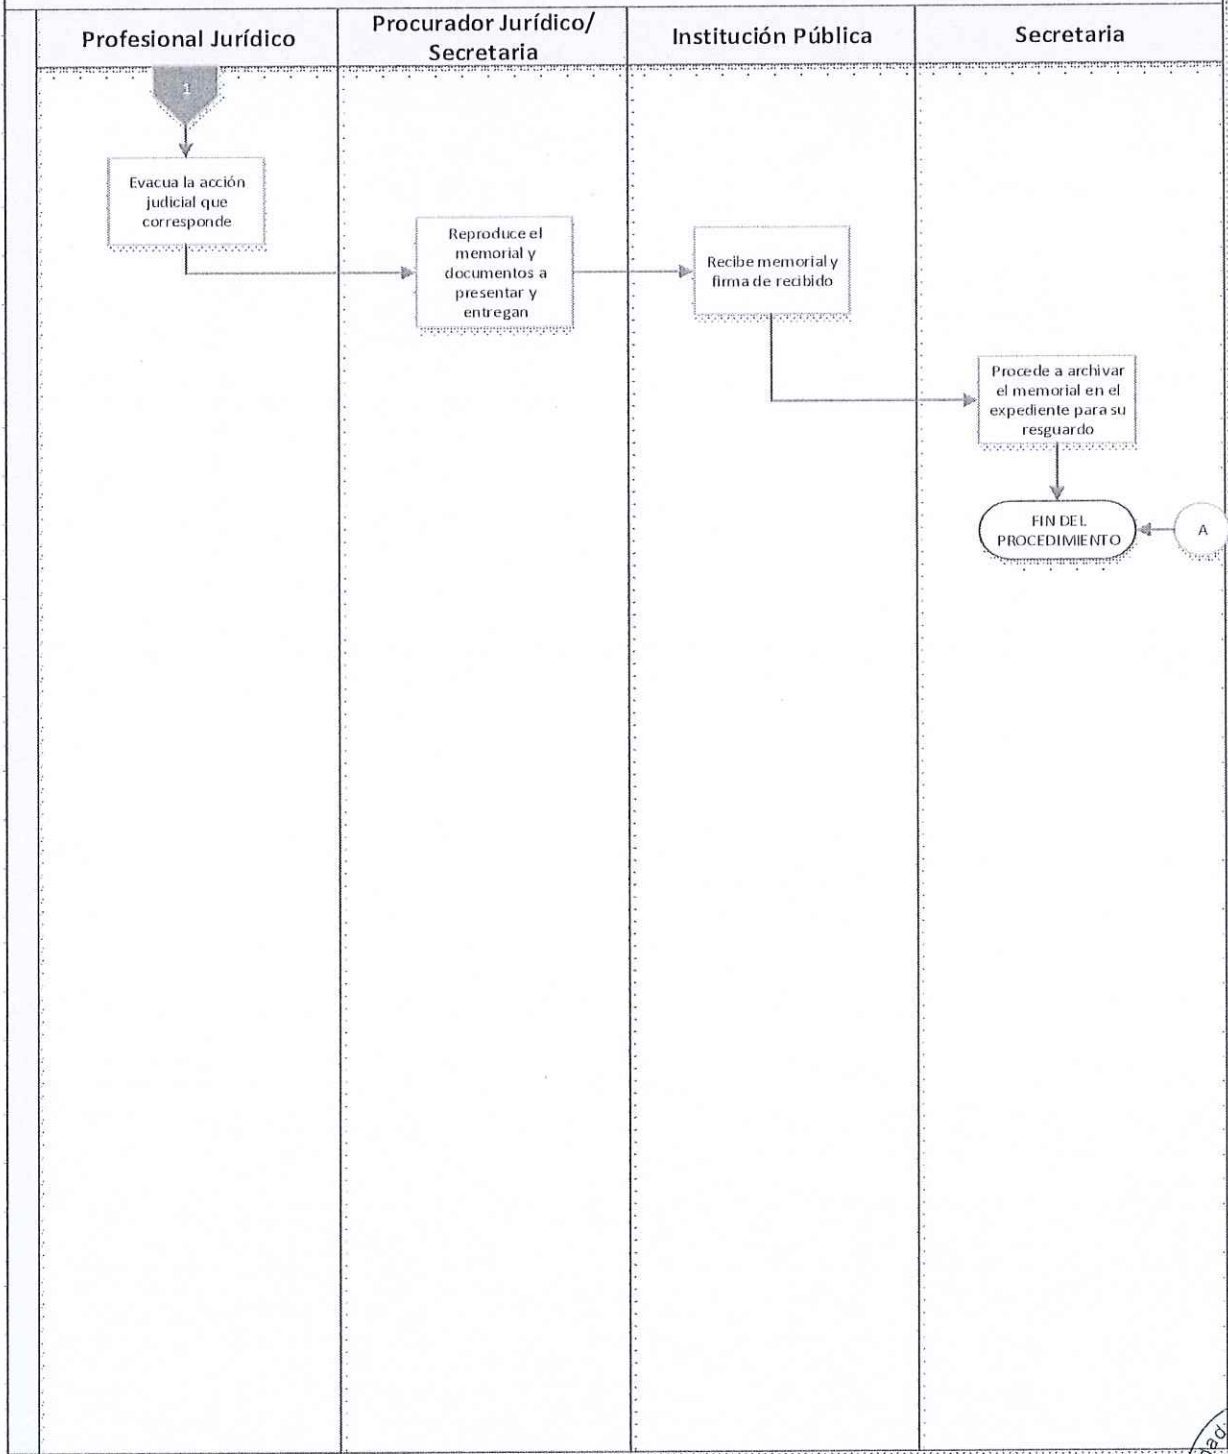 Profesional Jurídico
Procurador Jurídico/
Secretaria
Institución Pública
Secretaria
1
Evacua la acción
judicial que
corresponde
Reproduce el
memorial y
documentos a
presentar y
entregan
Recibe memorial y
firma de recibido
Procede a archivar
el memorial en el
expediente para su
resguardo
FIN DEL
PROCEDIMIENTO
A